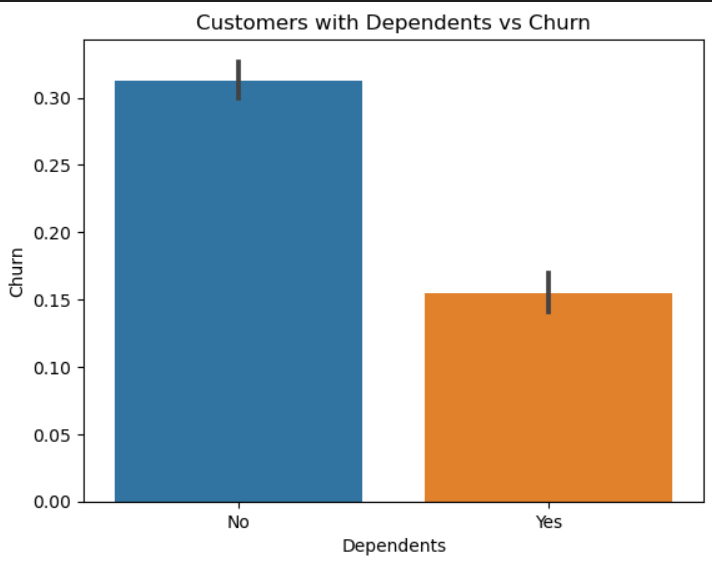 Customers with Dependents vs Churn
0.30
0.25
0.20
0.15
0.10
0.05
0.00
Churn
No
Yes
Dependents